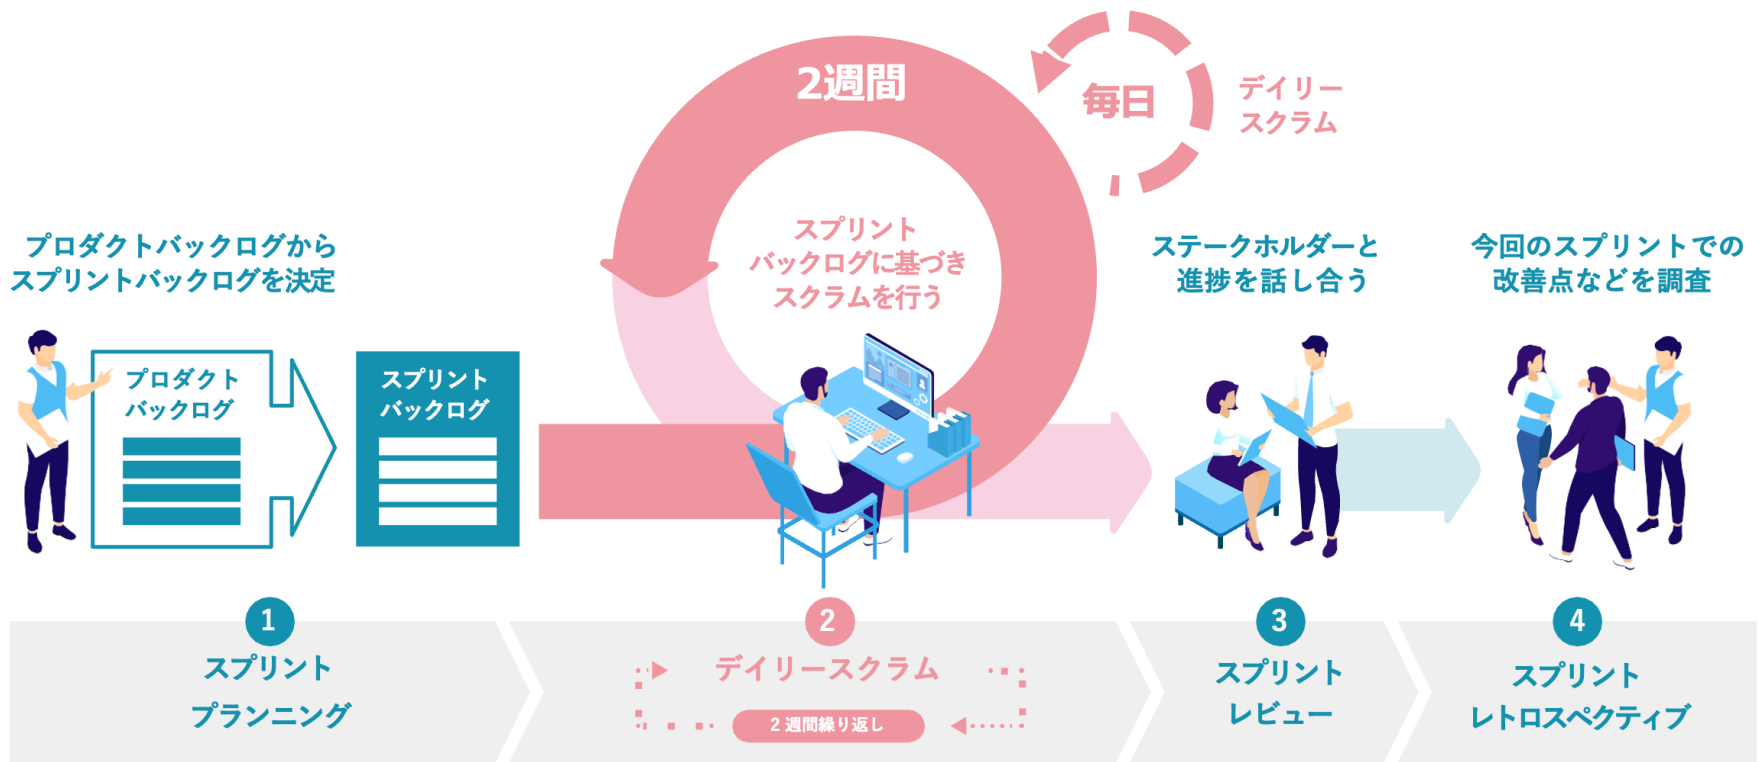 2週間
毎日
デイリー
スクラム
プロダクトバックログから
スプリントバックログを決定
スプリント
バックログに基づき
スクラムを行う
ステークホルダーと
進捗を話し合う
今回のスプリントでの
改善点などを調査
プロダクト
バックログ
スプリント
バックログ
1
スプリント
プランニング
2
デイリースクラム
2 週間繰り返し
3
スプリント
レビュー
4
スプリント
レトロスペクティブ